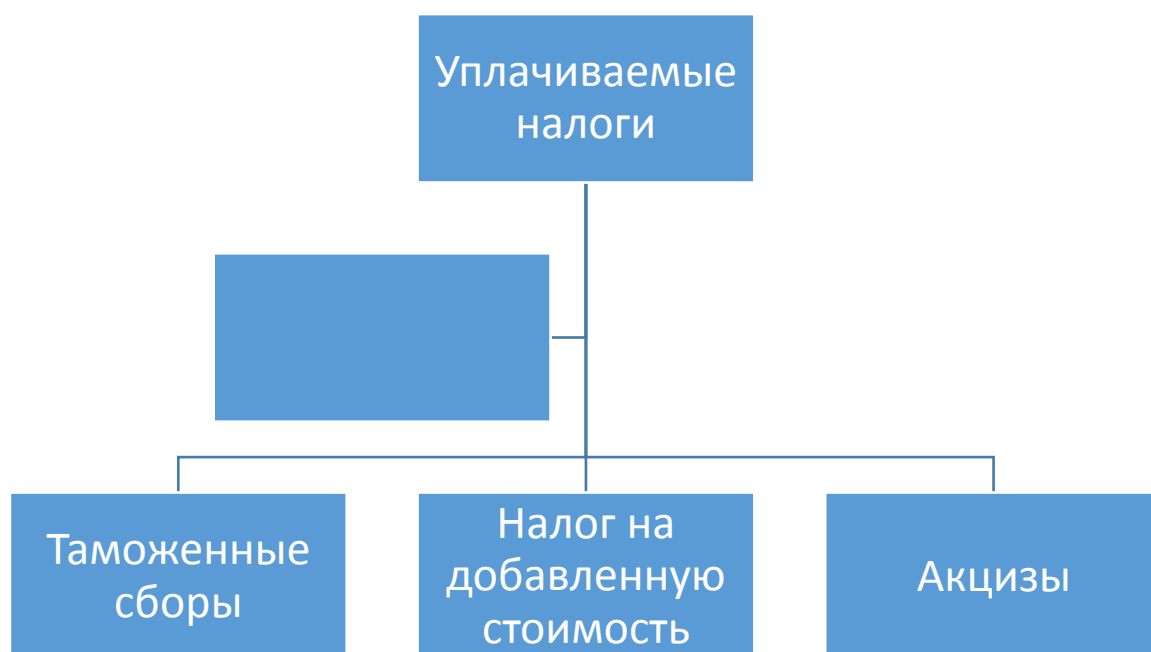 Уплачиваемые
налоги
Таможенные
сборы
Налог на
добавленную
стоимость
Акцизы